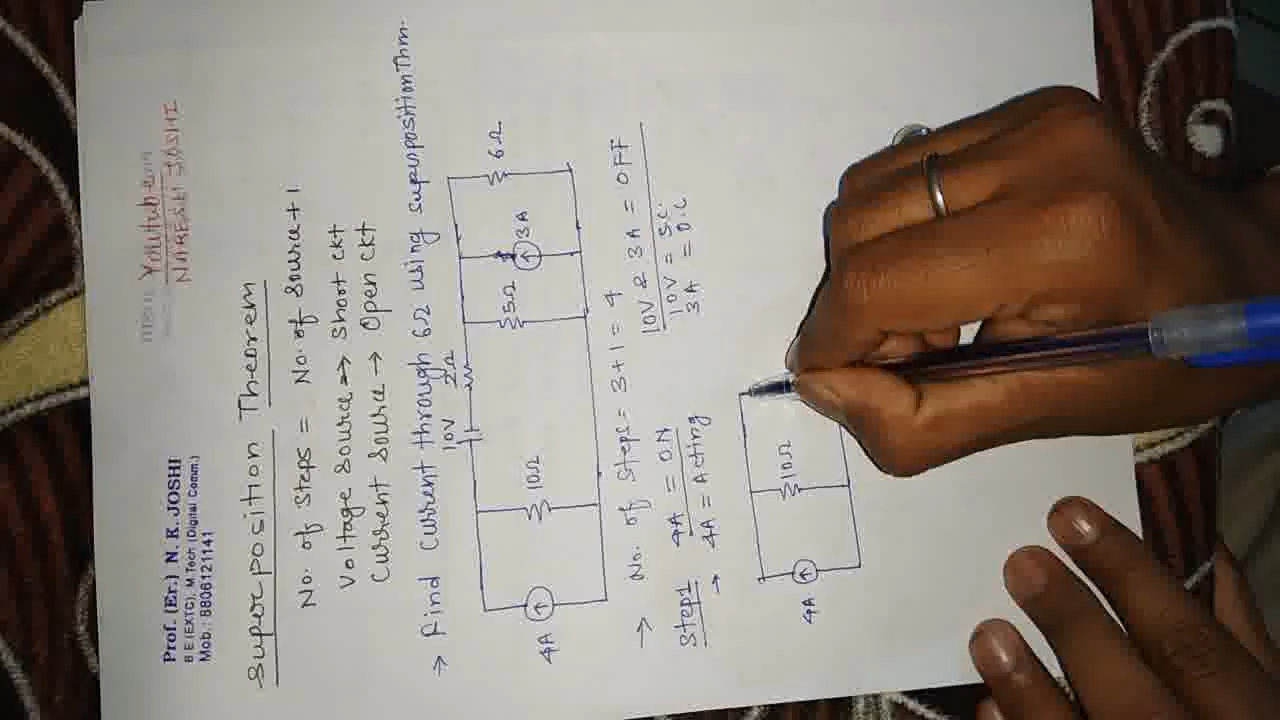 Youtube
NARESH JOSHI
Prof. (Er.) N. K. JOSHI
B E (EXTC), M.Tech (Digital Comm.)
Mob.: 8806121141
Superposition Theorem
No. of Steps = No. of Source + 1
Voltage Source → Short ckt
Current Source → Open ckt
→ Find current through 6Ω using superposition Thm.
10V 2Ω
4A 10Ω 5Ω 3A 6Ω
→ No. of Steps = 3 + 1 = 4
Step1 4A = ON 10V & 3A = OFF
→ 4A = Acting 10V = S.C.
3A = O.C
4A 10Ω